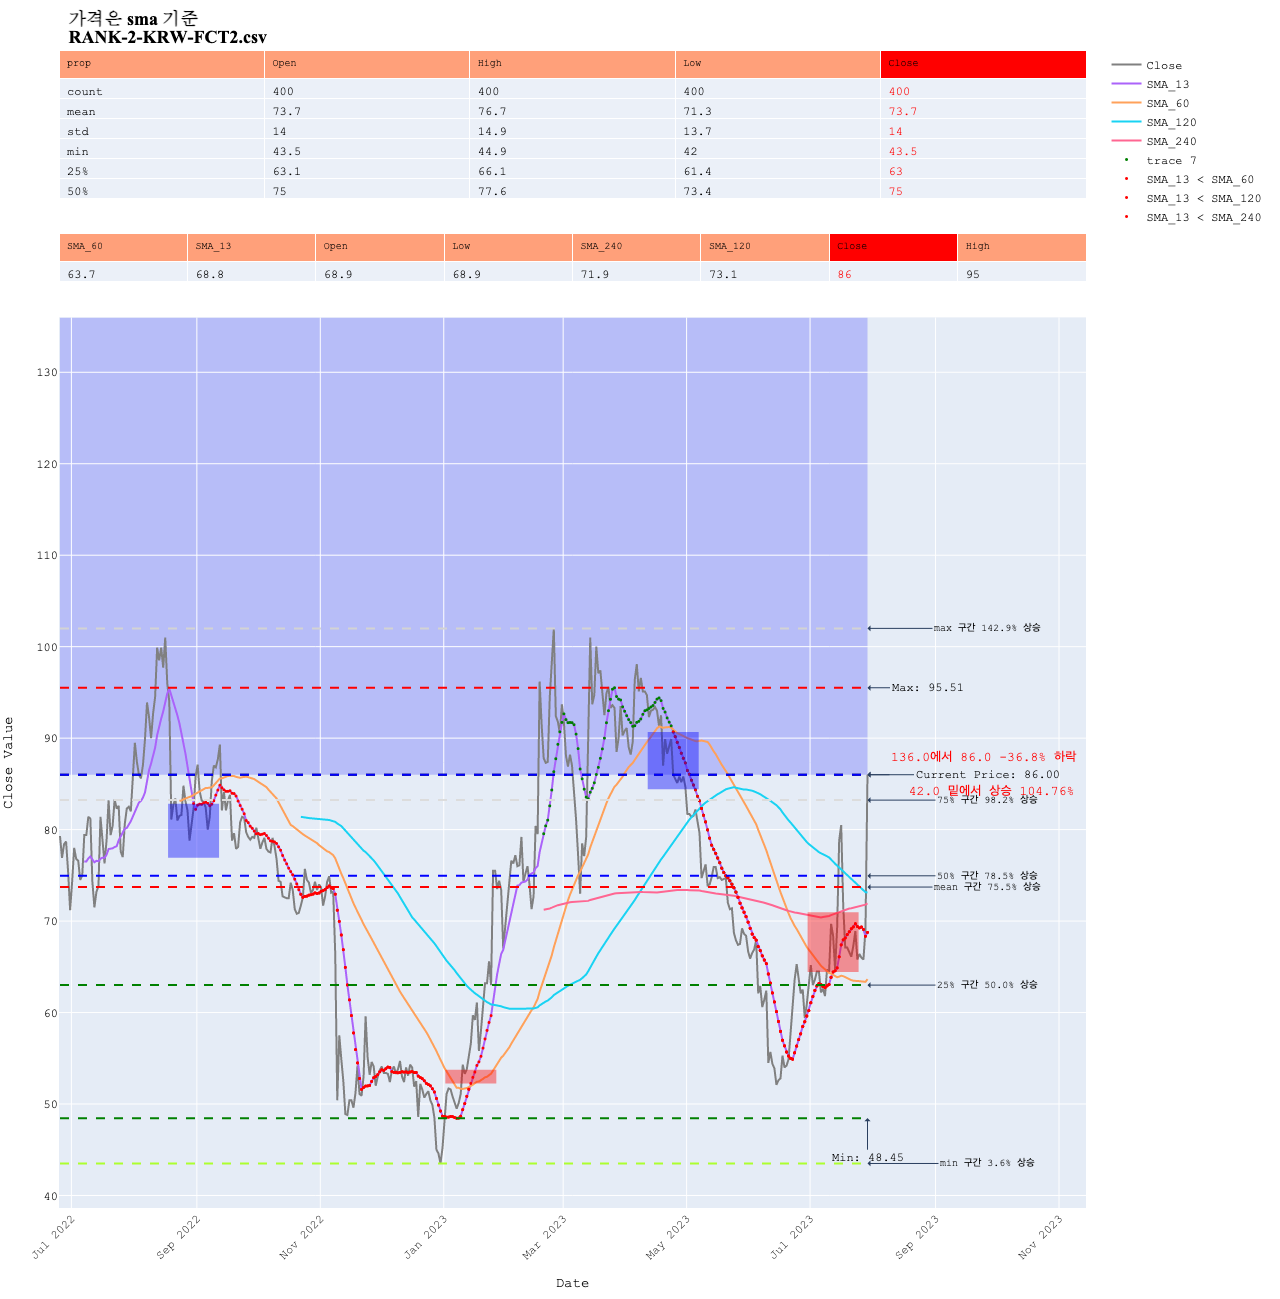 가격은 sma 기준
RANK-2-KRW-FCT2.csv
prop Open High Low Close
count 400 400 400 400
mean 73.7 76.7 71.3 73.7
std 14 14.9 13.7 14
min 43.5 44.9 42 43.5
25% 63.1 66.1 61.4 63
50% 75 77.6 73.4 75
SMA_60 SMA_13 Open Low SMA_240 SMA_120 Close High
63.7 68.8 68.9 68.9 71.9 73.1 86 95
Close
SMA_13
SMA_60
SMA_120
SMA_240
trace 7
SMA_13 < SMA_60
SMA_13 < SMA_120
SMA_13 < SMA_240
Close Value
130
120
110
100
90
80
70
60
50
40
max 구간 142.9% 상승
Max: 95.51
136.0에서 86.0 -36.8% 하락
Current Price: 86.00
42.0 밑에서 상승 104.76%
75% 구간 98.2% 상승
50% 구간 78.5% 상승
mean 구간 75.5% 상승
25% 구간 50.0% 상승
Min: 48.45
min 구간 3.6% 상승
Jul 2022
Sep 2022
Nov 2022
Jan 2023
Mar 2023
May 2023
Jul 2023
Sep 2023
Nov 2023
Date